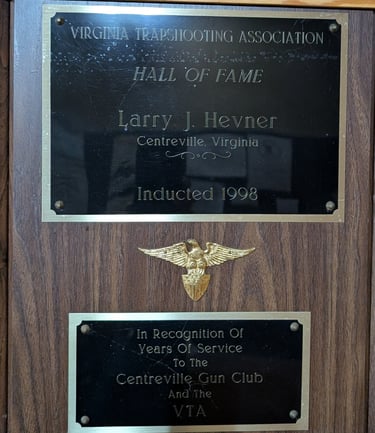 VIRGINIA TRAPSHOOTING ASSOCIATION
HALL OF FAME
Larry J. Hevner
Centreville, Virginia
Inducted 1998
In Recognition Of
Years Of Service
To The
Centreville Gun Club
And The
VTA